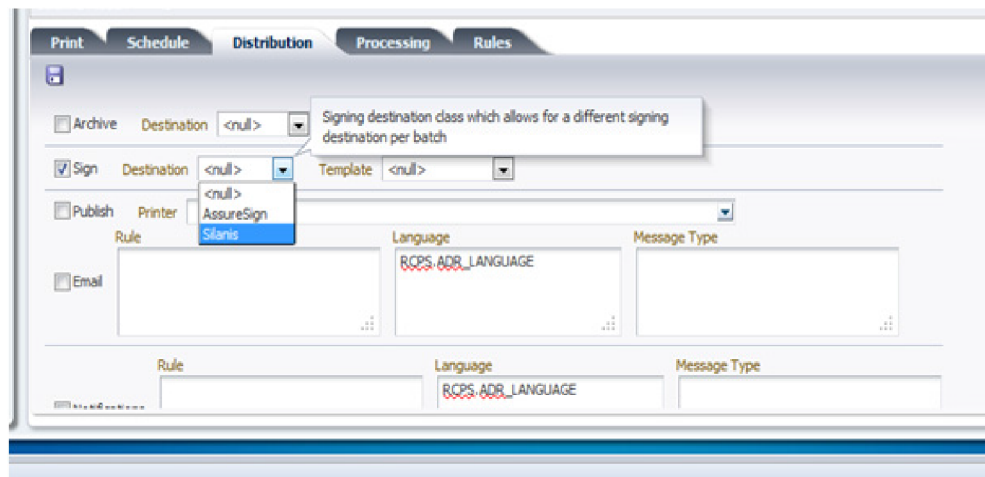 Print Schedule Distribution Processing Rules
Archive Destination <null>
Signing destination class which allows for a different signing
destination per batch
Sign Destination <null> Template <null>
<null>
AssureSign
Silanis
Publish Printer
Rule Language Message Type
Email RCPS.ADR_LANGUAGE
Rule Language Message Type
RCPS.ADR_LANGUAGE